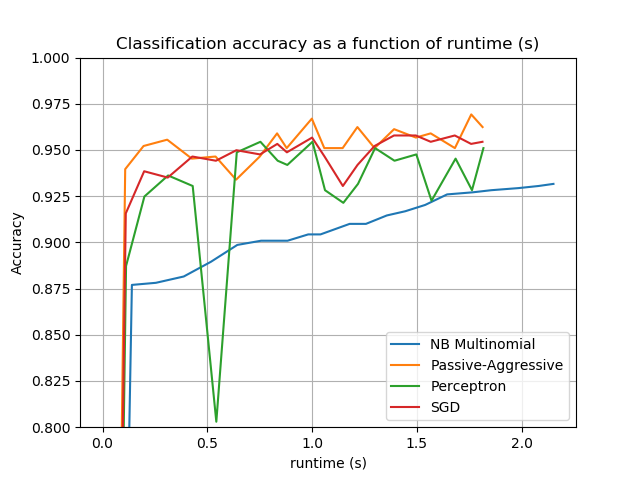 Classification accuracy as a function of runtime (s)
1.000
0.975
0.950
0.925
0.900
0.875
0.850
0.825
0.800
Accuracy
NB Multinomial
Passive-Aggressive
Perceptron
SGD
0.0 0.5 1.0 1.5 2.0
runtime (s)